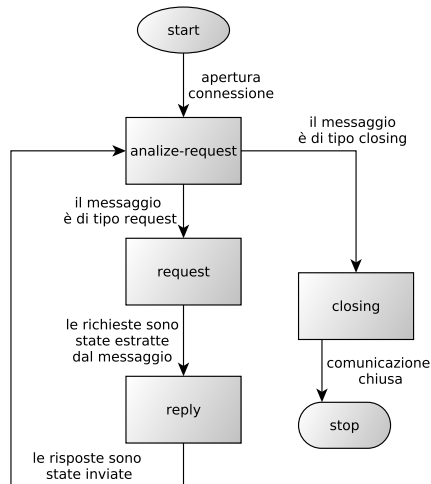 start
apertura
connessione
analize-request
il messaggio
è di tipo closing
il messaggio
è di tipo request
request
closing
le richieste sono
state estratte
dal messaggio
comunicazione
chiusa
reply
stop
le risposte sono
state inviate